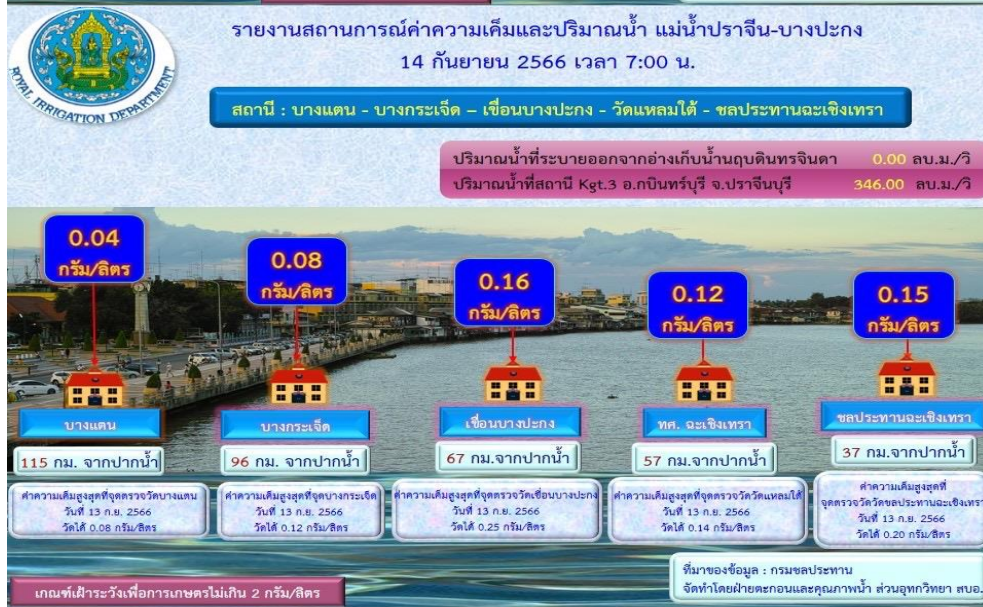 รายงานสถานการณ์ค่าความเค็มและปริมาณน้ำ แม่น้ำปราจีน-บางปะกง
14 กันยายน 2566 เวลา 7:00 น.
ROYAL IRRIGATION DEPARTMENT
สถานี : บางแตน - บางกระเจ็ด – เขื่อนบางปะกง - วัดแหลมใต้ - ชลประทานฉะเชิงเทรา
ปริมาณน้ำที่ระบายออกจากอ่างเก็บน้ำนฤบดินทรจินดา 0.00 ลบ.ม./วิ
ปริมาณน้ำที่สถานี Kgt.3 อ.กบินทร์บุรี จ.ปราจีนบุรี 346.00 ลบ.ม./วิ
0.04
กรัม/ลิตร
0.08
กรัม/ลิตร
0.16
กรัม/ลิตร
0.12
กรัม/ลิตร
0.15
กรัม/ลิตร
บางแตน
บางกระเจ็ด
เขื่อนบางปะกง
ทศ. ฉะเชิงเทรา
ชลประทานฉะเชิงเทรา
115 กม. จากปากน้ำ
96 กม. จากปากน้ำ
67 กม.จากปากน้ำ
57 กม.จากปากน้ำ
37 กม.จากปากน้ำ
ค่าความเค็มสูงสุดที่จุดตรวจวัดบางแตน
วันที่ 13 ก.ย. 2566
วัดได้ 0.08 กรัม/ลิตร
ค่าความเค็มสูงสุดที่จุดบางกระเจ็ด
วันที่ 13 ก.ย. 2566
วัดได้ 0.12 กรัม/ลิตร
ค่าความเค็มสูงสุดที่จุดตรวจวัดเขื่อนบางปะกง
วันที่ 13 ก.ย. 2566
วัดได้ 0.25 กรัม/ลิตร
ค่าความเค็มสูงสุดที่จุดตรวจวัดวัดแหลมใต้
วันที่ 13 ก.ย. 2566
วัดได้ 0.14 กรัม/ลิตร
ค่าความเค็มสูงสุดที่
จุดตรวจวัดวัดชลประทานฉะเชิงเทรา
วันที่ 13 ก.ย. 2566
วัดได้ 0.20 กรัม/ลิตร
เกณฑ์เฝ้าระวังเพื่อการเกษตรไม่เกิน 2 กรัม/ลิตร
ที่มาของข้อมูล : กรมชลประทาน
จัดทำโดยฝ่ายตะกอนและคุณภาพน้ำ ส่วนอุทกวิทยา สบอ.